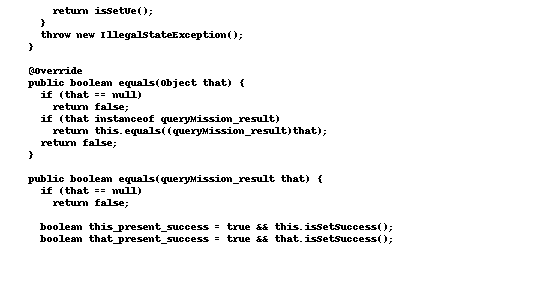 return isSetUe();
}
throw new IllegalStateException();
}
@Override
public boolean equals(Object that) {
if (that == null)
return false;
if (that instanceof queryMission_result)
return this.equals((queryMission_result)that);
return false;
}
public boolean equals(queryMission_result that) {
if (that == null)
return false;
boolean this_present_success = true && this.isSetSuccess();
boolean that_present_success = true && that.isSetSuccess();